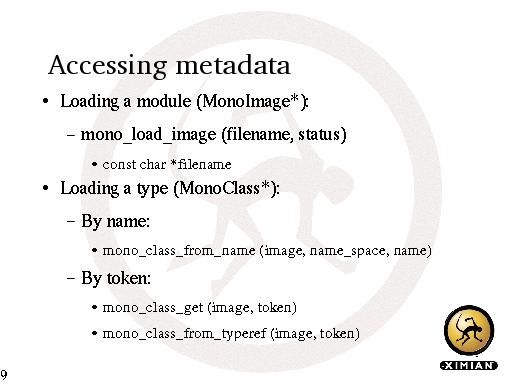 Accessing metadata
• Loading a module (MonoImage*):
– mono_load_image (filename, status)
• const char *filename
• Loading a type (MonoClass*):
– By name:
• mono_class_from_name (image, name_space, name)
– By token:
• mono_class_get (image, token)
• mono_class_from_typeref (image, token)
XIMIAN
9